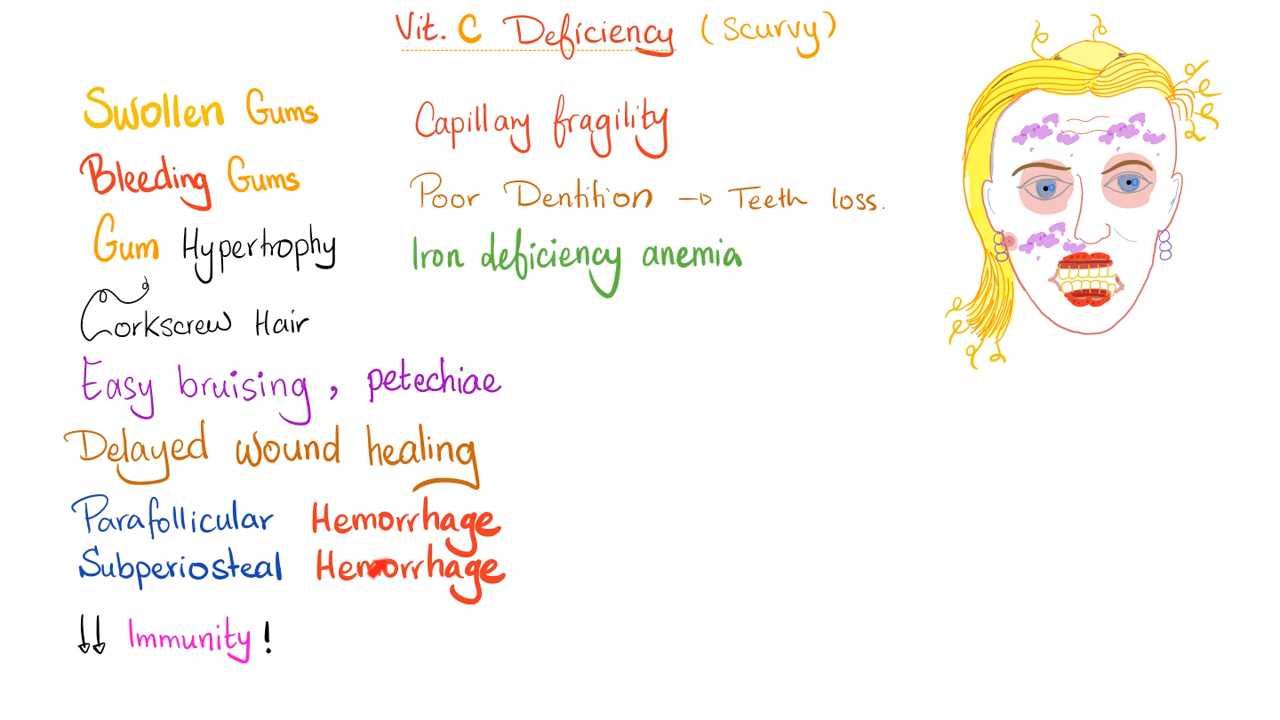 Vit. C Deficiency (Scurvy)
Swollen Gums
Bleeding Gums
Gum Hypertrophy
Corkscrew Hair
Easy bruising, petechiae
Delayed wound healing
Parafollicular Hemorrhage
Subperiosteal Hemorrhage
↓↓ Immunity!
Capillary fragility
Poor Dentition → Teeth loss.
Iron deficiency anemia